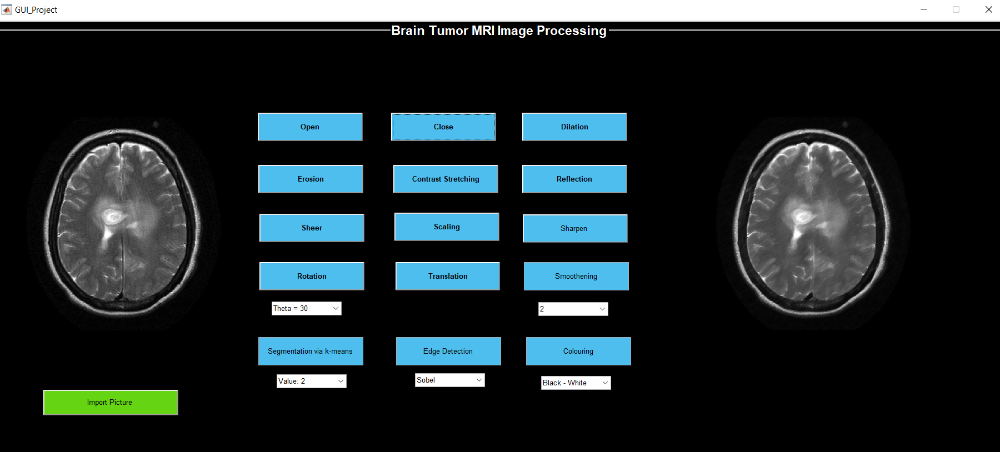 GUI_Project
Brain Tumor MRI Image Processing
Open
Close
Dilation
Erosion
Contrast Stretching
Reflection
Sheer
Scaling
Sharpen
Rotation
Translation
Smoothening
Theta = 30
2
Segmentation via k-means
Edge Detection
Colouring
Value: 2
Sobel
Black - White
Import Picture